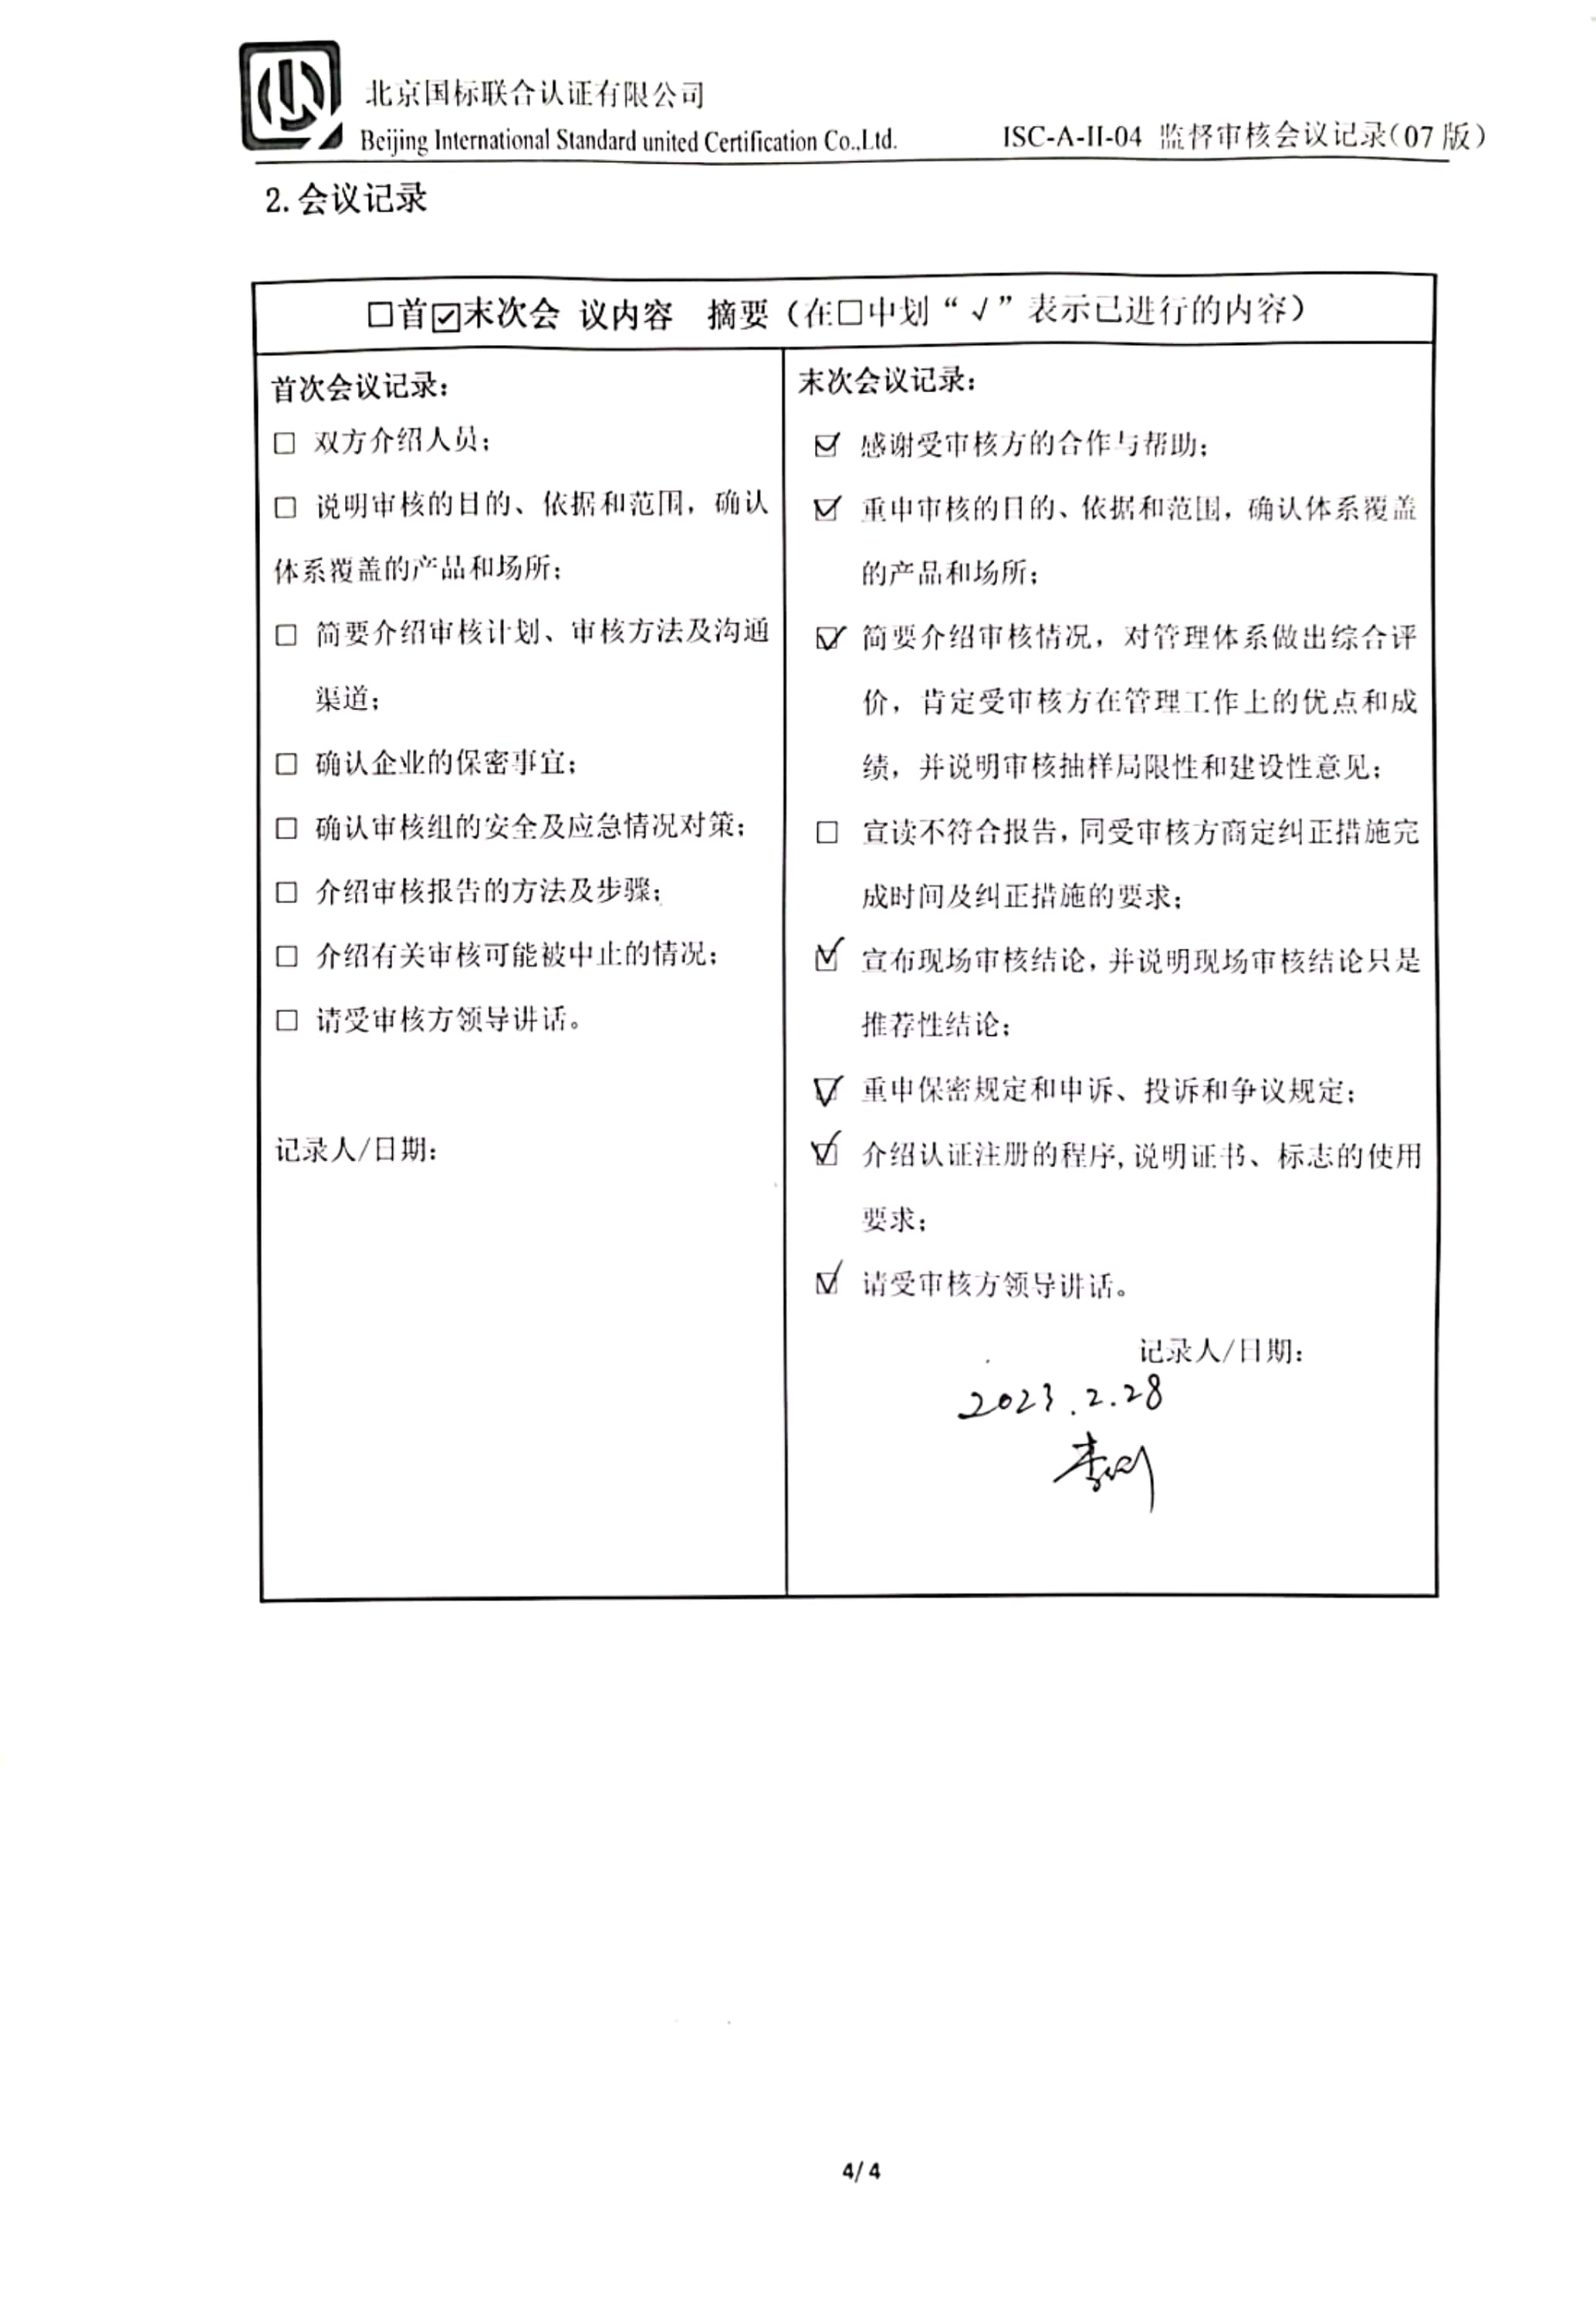 北京国标联合认证有限公司
Beijing International Standard united Certification Co.,Ltd.
ISC-A-II-04 监督审核会议记录(07 版)
2.会议记录
□首☑末次会 议内容 摘要（在□中划“√”表示已进行的内容）
首次会议记录：
□ 双方介绍人员；
□ 说明审核的目的、依据和范围，确认
体系覆盖的产品和场所；
□ 简要介绍审核计划、审核方法及沟通
渠道；
□ 确认企业的保密事宜；
□ 确认审核组的安全及应急情况对策；
□ 介绍审核报告的方法及步骤；
□ 介绍有关审核可能被中止的情况；
□ 请受审核方领导讲话。
记录人/日期：
末次会议记录：
☑ 感谢受审核方的合作与帮助；
☑ 重申审核的目的、依据和范围，确认体系覆盖
的产品和场所；
☑ 简要介绍审核情况，对管理体系做出综合评
价，肯定受审核方在管理工作上的优点和成
绩，并说明审核抽样局限性和建设性意见；
□ 宣读不符合报告，同受审核方商定纠正措施完
成时间及纠正措施的要求；
☑ 宣布现场审核结论，并说明现场审核结论只是
推荐性结论；
☑ 重申保密规定和申诉、投诉和争议规定；
☑ 介绍认证注册的程序,说明证书、标志的使用
要求；
☑ 请受审核方领导讲话。
记录人/日期：
2023.2.28
李
4/4